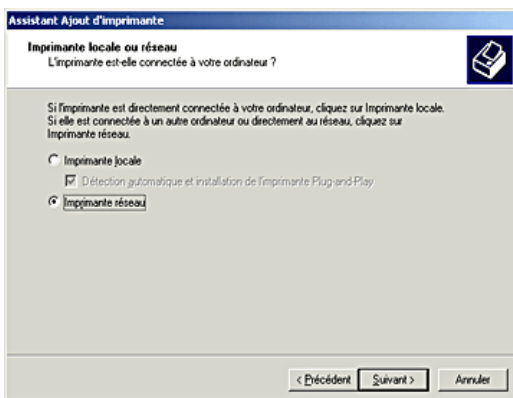 Assistant Ajout d'imprimante
Imprimante locale ou réseau
L'imprimante est-elle connectée à votre ordinateur ?
Si l'imprimante est directement connectée à votre ordinateur, cliquez sur Imprimante locale.
Si elle est connectée à un autre ordinateur ou directement au réseau, cliquez sur
Imprimante réseau.
Imprimante locale
Détection automatique et installation de l'imprimante Plug-and-Play
Imprimante réseau
< Précédent Suivant > Annuler